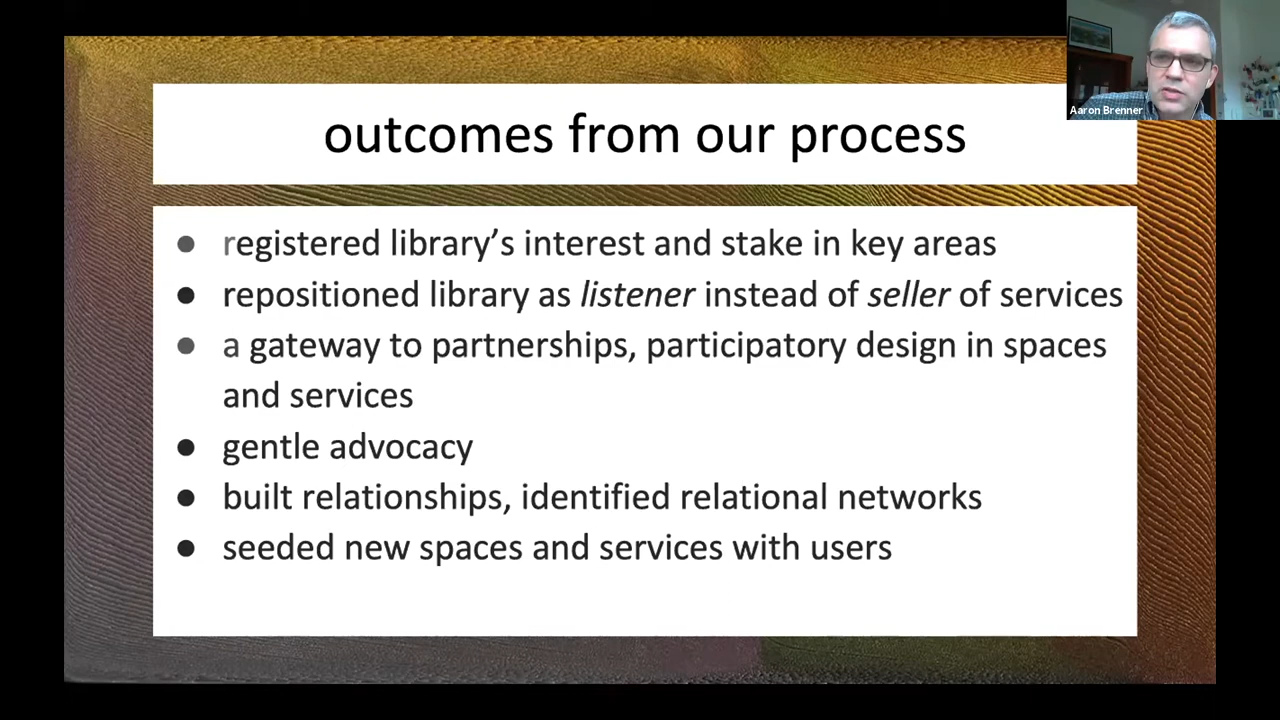 Aaron Brenner
outcomes from our process
● registered library’s interest and stake in key areas
● repositioned library as listener instead of seller of services
● a gateway to partnerships, participatory design in spaces
and services
● gentle advocacy
● built relationships, identified relational networks
● seeded new spaces and services with users